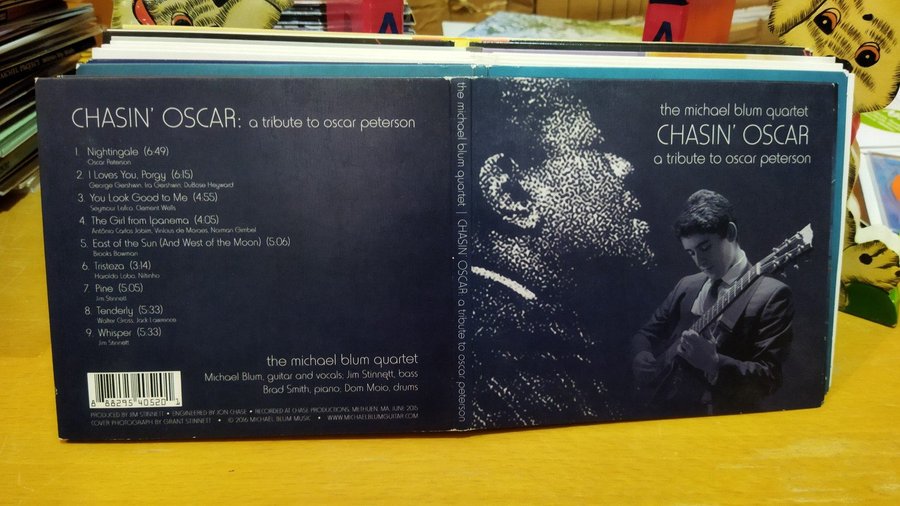 CHASIN' OSCAR: a tribute to oscar peterson
1. Nightingale (6:49)
Oscar Peterson
2. I Loves You, Porgy (6:15)
George Gershwin, Ira Gershwin, DuBose Heyward
3. You Look Good to Me (4:55)
Seymour Lefco, Clement Wells
4. The Girl from Ipanema (4:05)
Antônio Carlos Jobim, Vinícius de Moraes, Norman Gimbel
5. East of the Sun (And West of the Moon) (5:06)
Brooks Bowman
6. Tristeza (3:14)
Haroldo Lobo, Niltinho
7. Pine (5:05)
Jim Stinnett
8. Tenderly (5:33)
Walter Gross, Jack Lawrence
9. Whisper (5:33)
Jim Stinnett
the michael blum quartet
Michael Blum, guitar and vocals; Jim Stinnett, bass
Brad Smith, piano; Dom Moio, drums
8 88295 40520 1
PRODUCED BY JIM STINNETT • ENGINEERED BY JON CHASE • RECORDED AT CHASE PRODUCTIONS, METHUEN, MA, JUNE 2015
COVER PHOTOGRAPH BY GRANT STINNETT • © 2016 MICHAEL BLUM MUSIC • WWW.MICHAELBLUMGUITAR.COM
the michael blum quartet | CHASIN' OSCAR a tribute to oscar peterson
the michael blum quartet
CHASIN' OSCAR
a tribute to oscar peterson
A